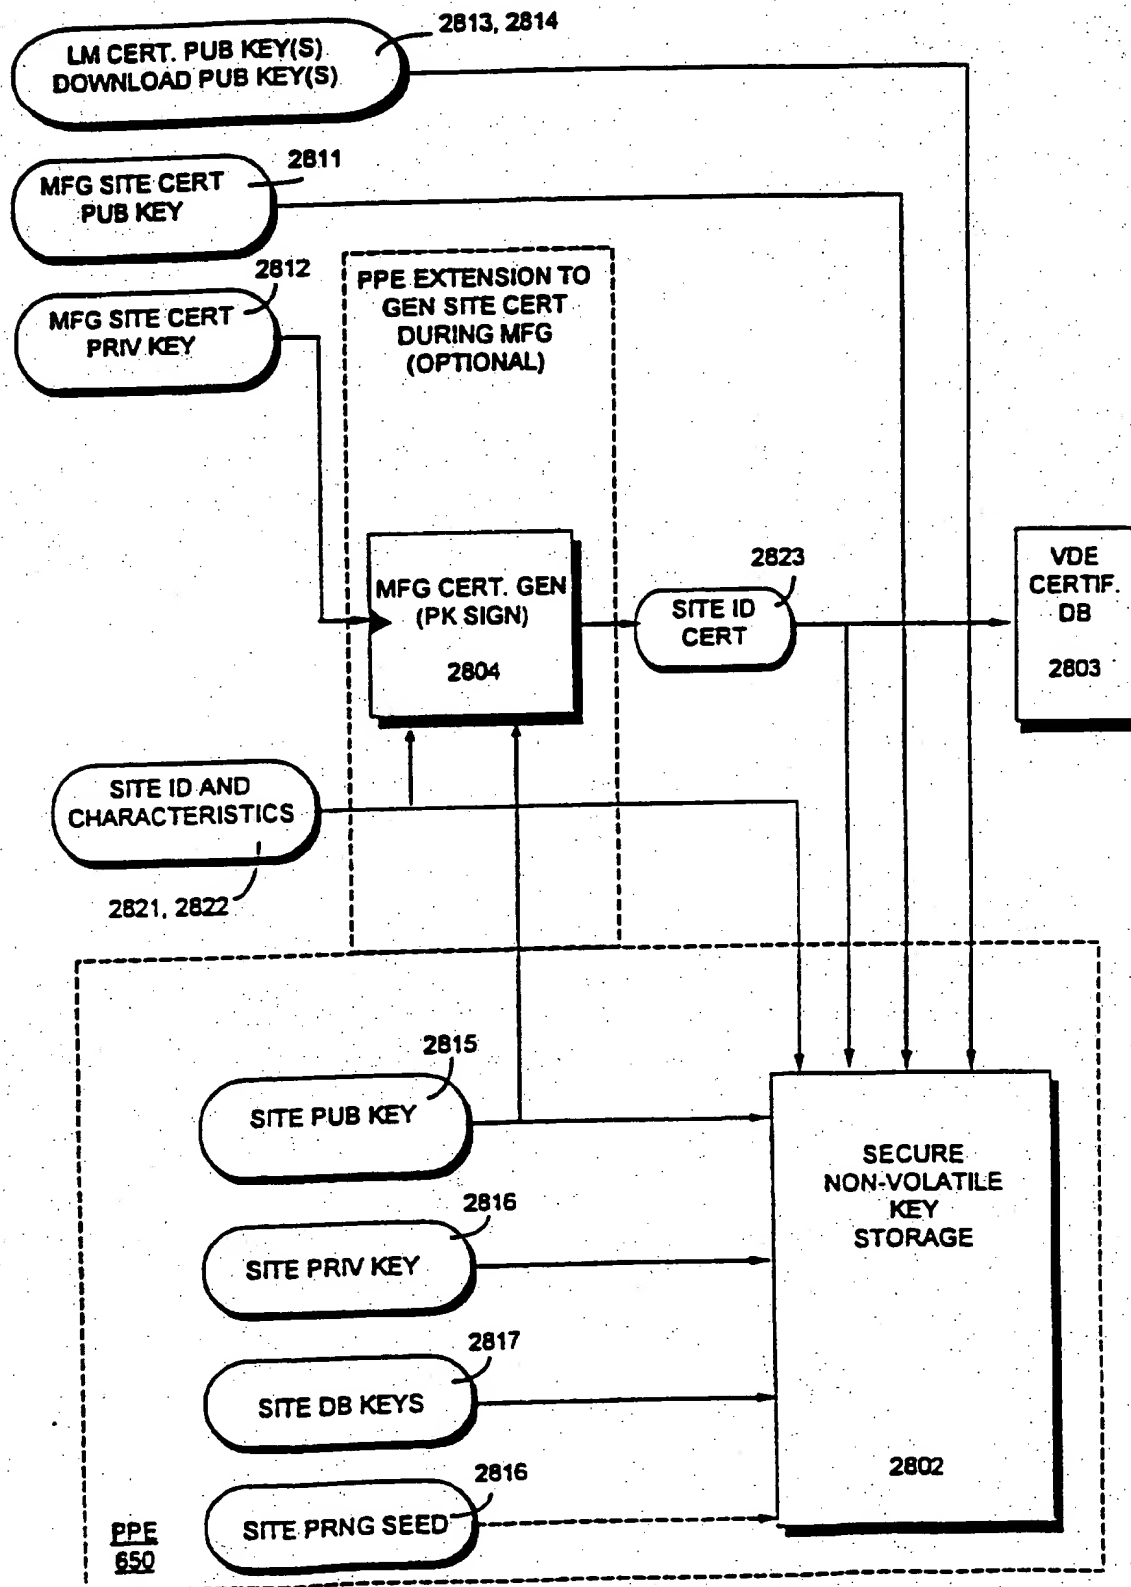 2813, 2814
LM CERT. PUB KEY(S)
DOWNLOAD PUB KEY(S)
2811
MFG SITE CERT
PUB KEY
2812
MFG SITE CERT
PRIV KEY
PPE EXTENSION TO
GEN SITE CERT
DURING MFG
(OPTIONAL)
MFG CERT. GEN
(PK SIGN)
2804
2823
SITE ID
CERT
VDE
CERTIF.
DB
2803
SITE ID AND
CHARACTERISTICS
2821, 2822
2815
SITE PUB KEY
2816
SITE PRIV KEY
2817
SITE DB KEYS
2816
SITE PRNG SEED
SECURE
NON-VOLATILE
KEY
STORAGE
2802
PPE
650